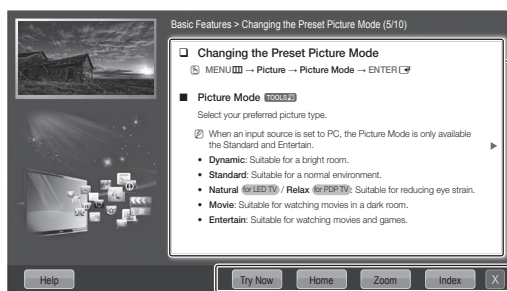 Basic Features > Changing the Preset Picture Mode (5/10)
❑ Changing the Preset Picture Mode
MENU → Picture → Picture Mode → ENTER
■ Picture Mode TOOLS
Select your preferred picture type.
When an input source is set to PC, the Picture Mode is only available
the Standard and Entertain.
• Dynamic: Suitable for a bright room.
• Standard: Suitable for a normal environment.
• Natural for LED TV / Relax for PDP TV: Suitable for reducing eye strain.
• Movie: Suitable for watching movies in a dark room.
• Entertain: Suitable for watching movies and games.
Help Try Now Home Zoom Index X